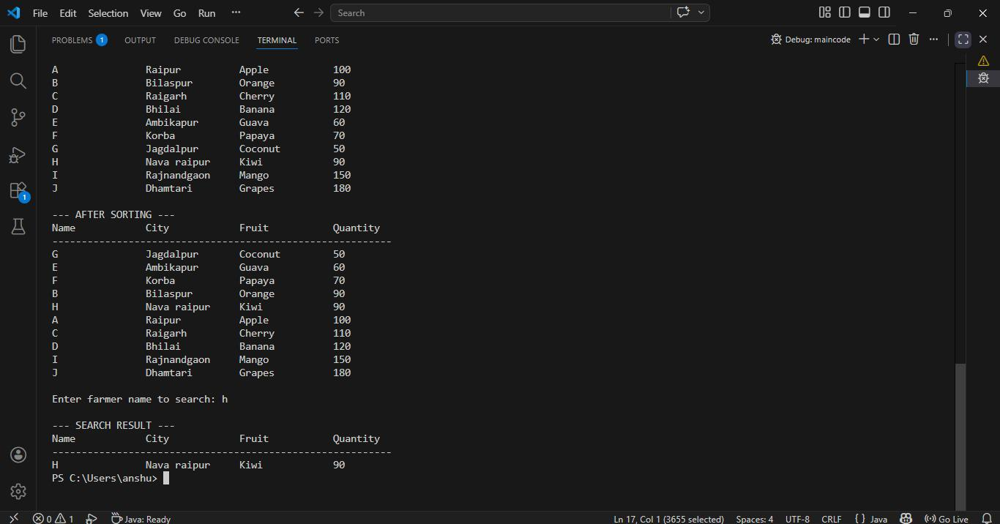 File Edit Selection View Go Run ...
Search
PROBLEMS 1 OUTPUT DEBUG CONSOLE TERMINAL PORTS
Debug: maincode
A Raipur Apple 100
B Bilaspur Orange 90
C Raigarh Cherry 110
D Bhilai Banana 120
E Ambikapur Guava 60
F Korba Papaya 70
G Jagdalpur Coconut 50
H Nava raipur Kiwi 90
I Rajnandgaon Mango 150
J Dhamtari Grapes 180
--- AFTER SORTING ---
Name City Fruit Quantity
----------------------------------------------------------
G Jagdalpur Coconut 50
E Ambikapur Guava 60
F Korba Papaya 70
B Bilaspur Orange 90
H Nava raipur Kiwi 90
A Raipur Apple 100
C Raigarh Cherry 110
D Bhilai Banana 120
I Rajnandgaon Mango 150
J Dhamtari Grapes 180
Enter farmer name to search: h
--- SEARCH RESULT ---
Name City Fruit Quantity
----------------------------------------------------------
H Nava raipur Kiwi 90
PS C:\Users\anshu>
1
0 1 Java: Ready Ln 17, Col 1 (3655 selected) Spaces: 4 UTF-8 CRLF { } Java Go Live